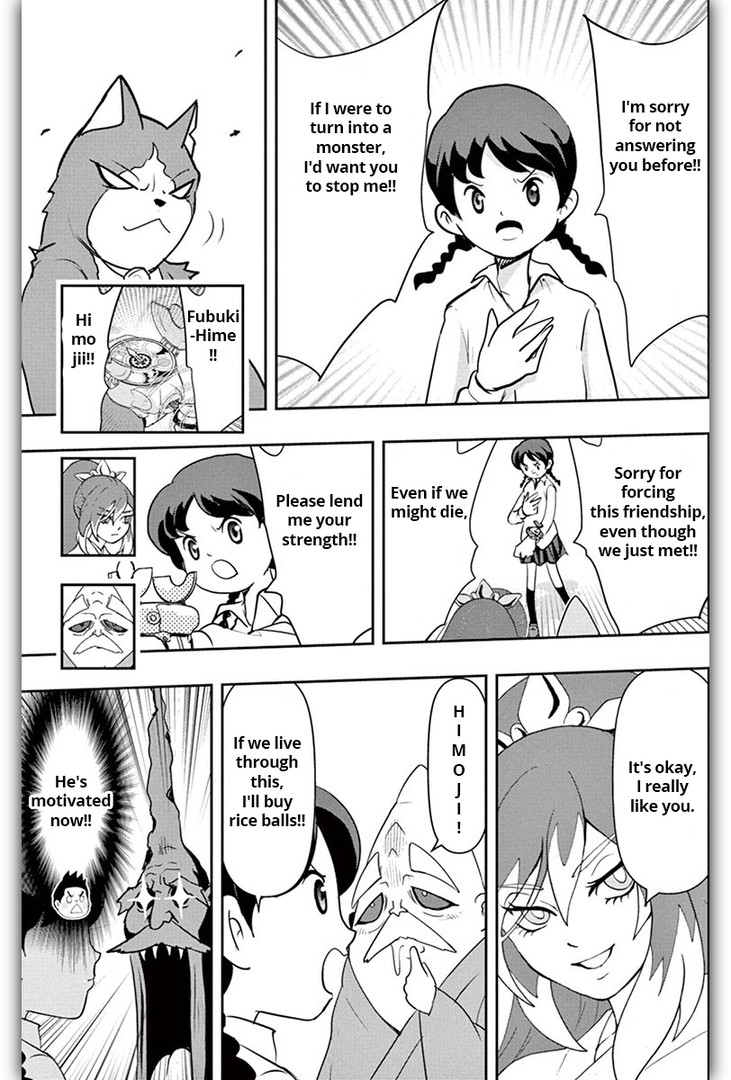 I'm sorry
for not
answering
you before!!
If I were to
turn into a
monster,
I'd want you
to stop me!!
Fubuki
-Hime
!!
Hi
mo
jii!!
Sorry for
forcing
this friendship,
even though
we just met!!
Even if we
might die,
Please lend
me your
strength!!
It's okay,
I really
like you.
H
I
M
O
J
I
!
If we live
through
this,
I'll buy
rice balls!!
He's
motivated
now!!